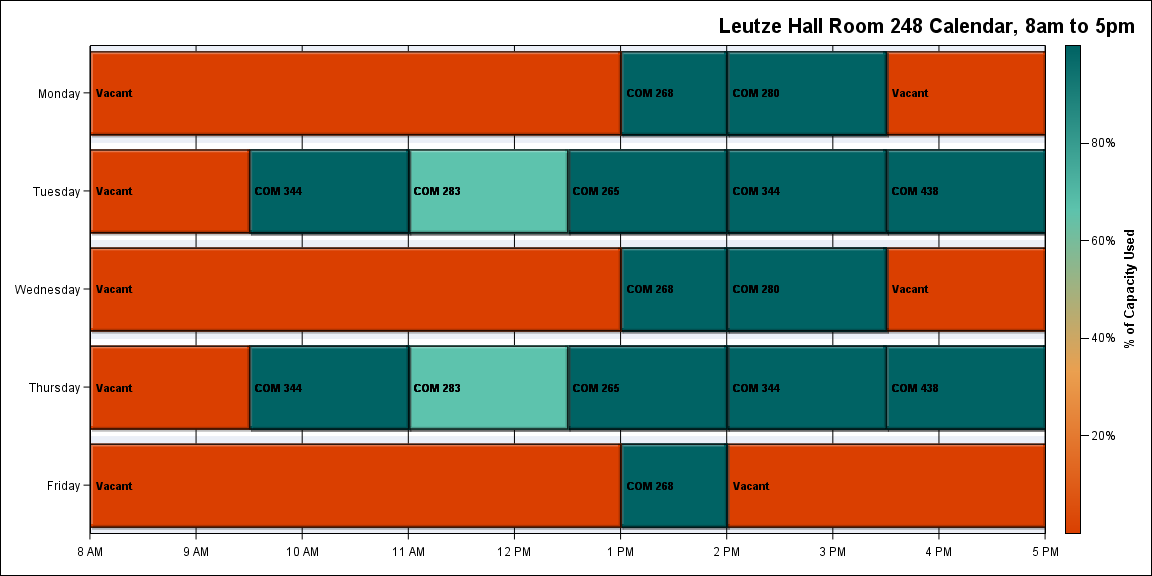 Leutze Hall Room 248 Calendar, 8am to 5pm
Monday
Vacant
COM 268
COM 280
Vacant
Tuesday
Vacant
COM 344
COM 283
COM 265
COM 344
COM 438
Wednesday
Vacant
COM 268
COM 280
Vacant
Thursday
Vacant
COM 344
COM 283
COM 265
COM 344
COM 438
Friday
Vacant
COM 268
Vacant
8 AM
9 AM
10 AM
11 AM
12 PM
1 PM
2 PM
3 PM
4 PM
5 PM
80%
60%
40%
20%
% of Capacity Used